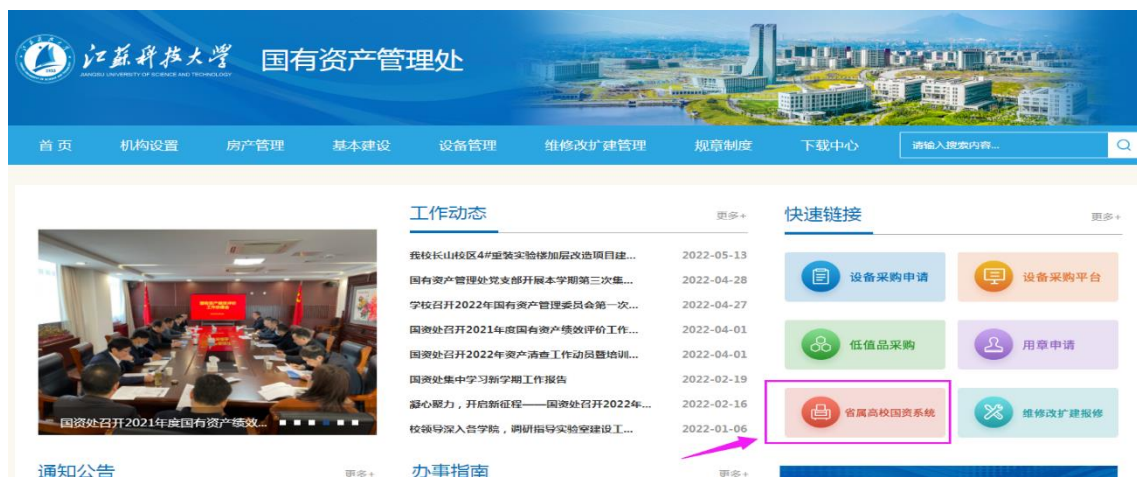 江苏科技大学
JIANGSU UNIVERSITY OF SCIENCE AND TECHNOLOGY
国有资产管理处
首页 机构设置 房产管理 基本建设 设备管理 维修改扩建管理 规章制度 下载中心 请输入搜索内容...
工作动态 更多+
我校长山校区4#重装实验楼加层改造项目建... 2022-05-13
国有资产管理处党支部开展本学期第三次集... 2022-04-28
学校召开2022年国有资产管理委员会第一次... 2022-04-27
国资处召开2021年度国有资产绩效评价工作... 2022-04-01
国资处召开2022年资产清查工作动员暨培训... 2022-04-01
国资处集中学习新学期工作报告 2022-02-19
凝心聚力，开启新征程——国资处召开2022年... 2022-02-16
校领导深入各学院，调研指导实验室建设工... 2022-01-06
国资处召开2021年度国有资产绩效...
快速链接 更多+
设备采购申请 设备采购平台
低值品采购 用章申请
省属高校国资系统 维修改扩建报修
通知公告 更多+
办事指南 更多+